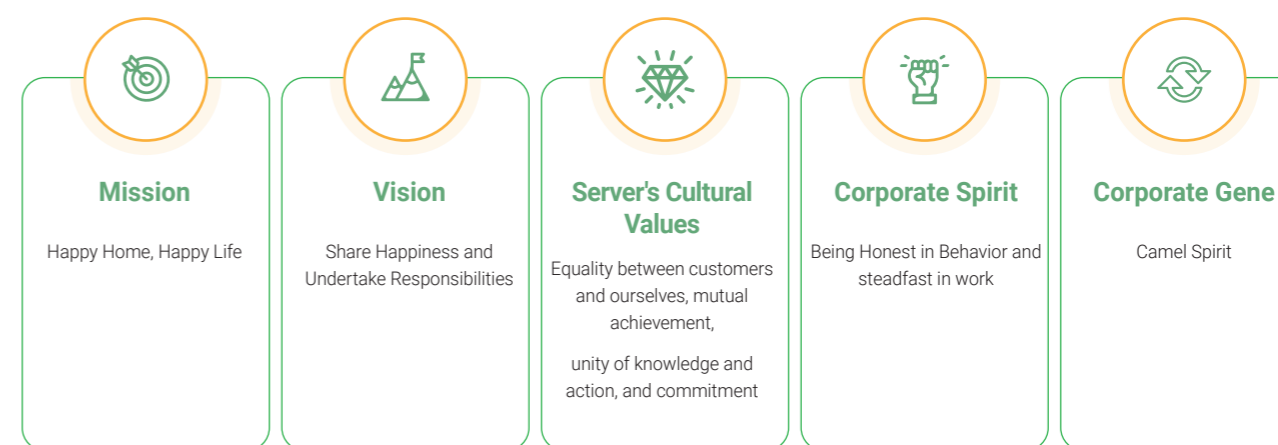 Mission
Happy Home, Happy Life
Vision
Share Happiness and
Undertake Responsibilities
Server's Cultural
Values
Equality between customers
and ourselves, mutual
achievement,
unity of knowledge and
action, and commitment
Corporate Spirit
Being Honest in Behavior and
steadfast in work
Corporate Gene
Camel Spirit